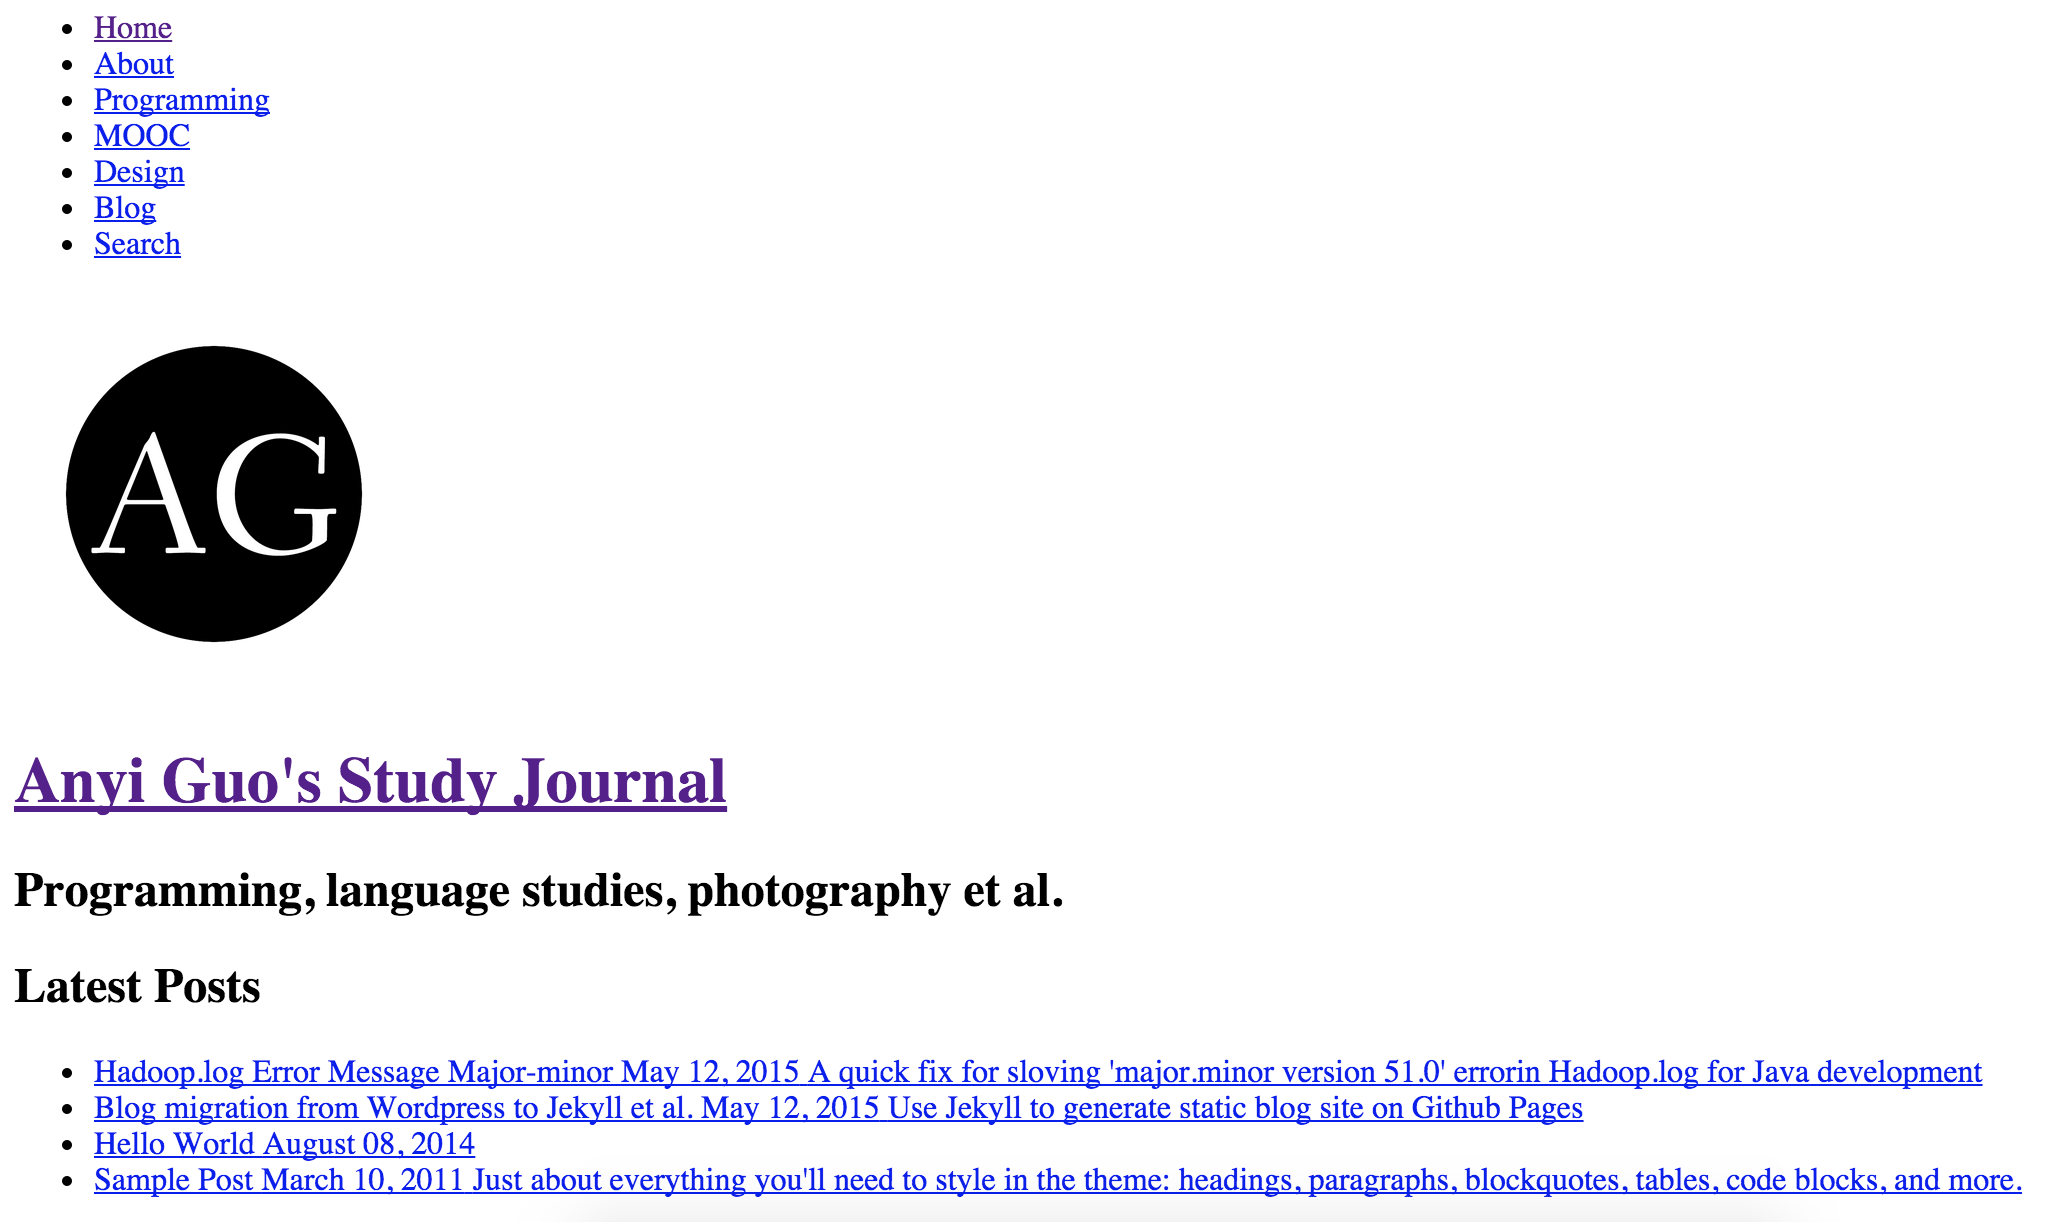 Home
About
Programming
MOOC
Design
Blog
Search
AG
Anyi Guo's Study Journal
Programming, language studies, photography et al.
Latest Posts
Hadoop.log Error Message Major-minor May 12, 2015 A quick fix for sloving 'major.minor version 51.0' errorin Hadoop.log for Java development
Blog migration from Wordpress to Jekyll et al. May 12, 2015 Use Jekyll to generate static blog site on Github Pages
Hello World August 08, 2014
Sample Post March 10, 2011 Just about everything you'll need to style in the theme: headings, paragraphs, blockquotes, tables, code blocks, and more.